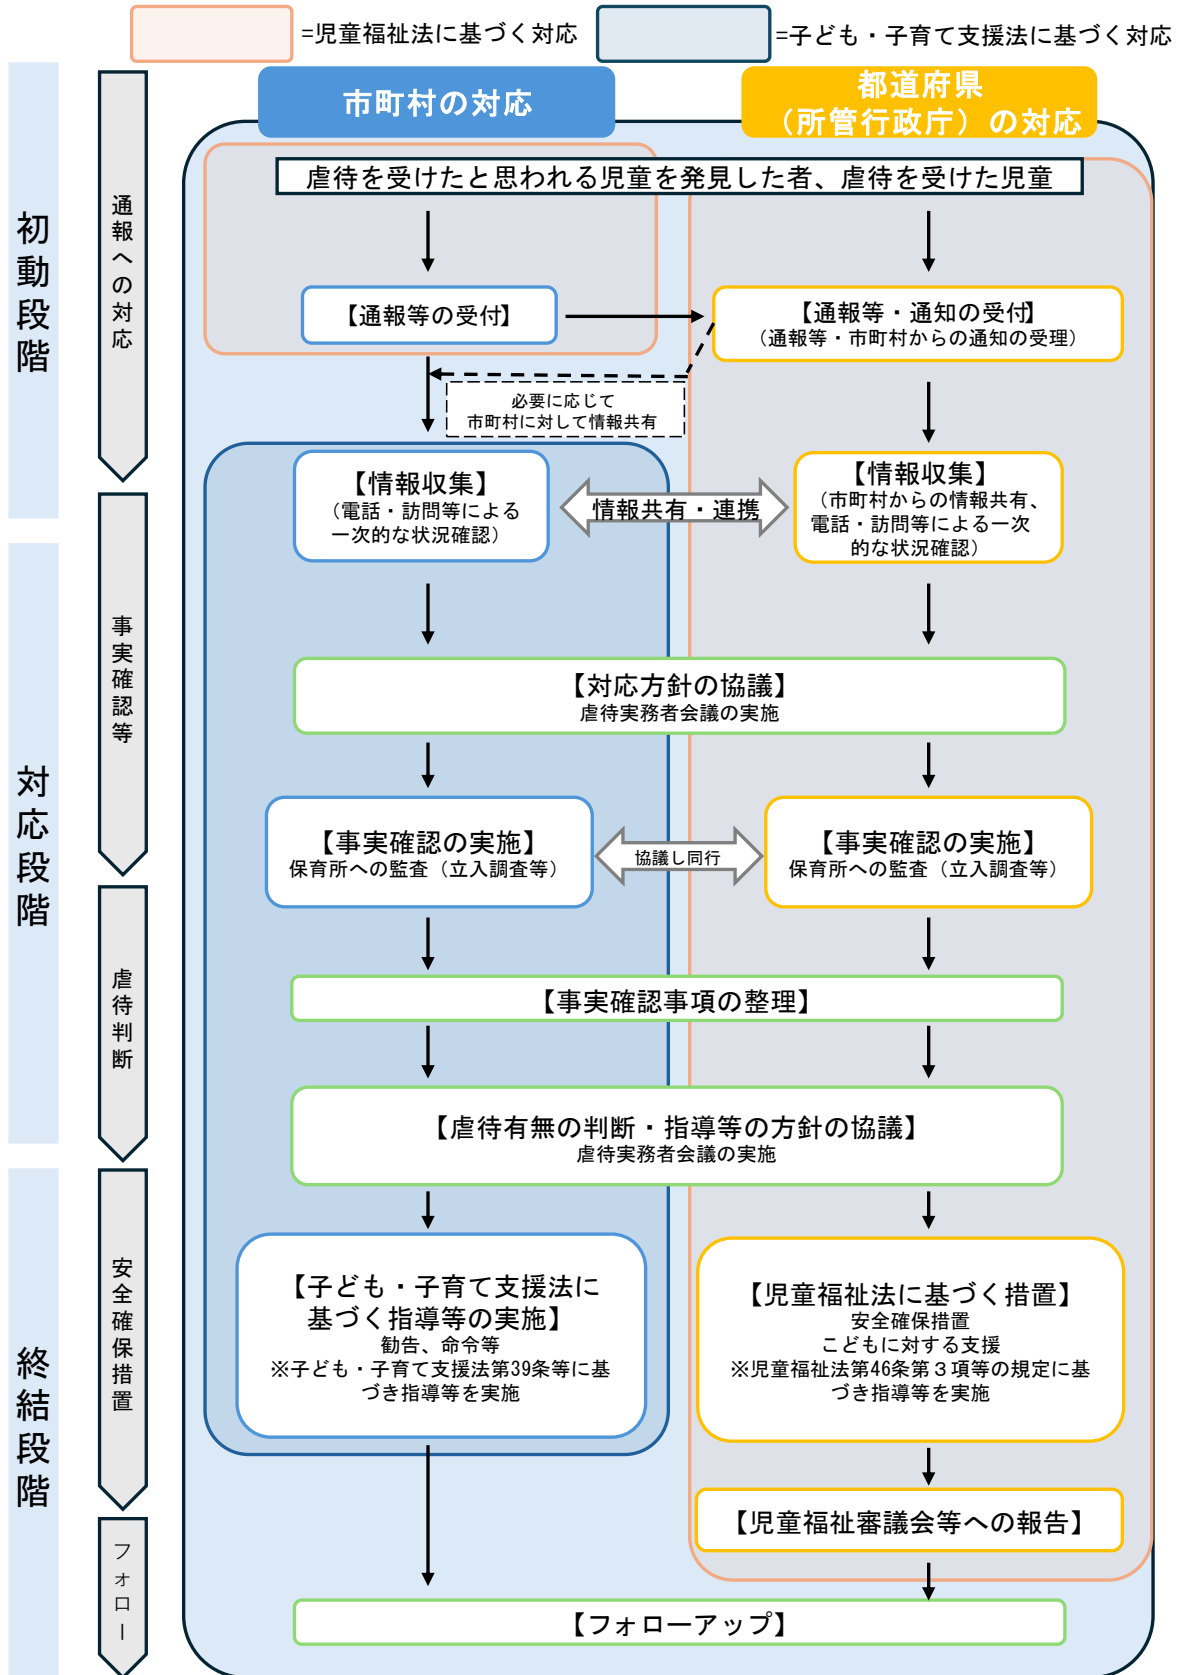 =児童福祉法に基づく対応
=子ども・子育て支援法に基づく対応
市町村の対応
都道府県
（所管行政庁）の対応
初動段階
通報への対応
虐待を受けたと思われる児童を発見した者、虐待を受けた児童
【通報等の受付】
【通報等・通知の受付】
（通報等・市町村からの通知の受理）
必要に応じて
市町村に対して情報共有
【情報収集】
（電話・訪問等による
一次的な状況確認）
情報共有・連携
【情報収集】
（市町村からの情報共有、
電話・訪問等による一次
的な状況確認）
対応段階
事実確認等
【対応方針の協議】
虐待実務者会議の実施
【事実確認の実施】
保育所への監査（立入調査等）
協議し同行
【事実確認の実施】
保育所への監査（立入調査等）
虐待判断
【事実確認事項の整理】
【虐待有無の判断・指導等の方針の協議】
虐待実務者会議の実施
終結段階
安全確保措置
【子ども・子育て支援法に
基づく指導等の実施】
勧告、命令等
※子ども・子育て支援法第39条等に基
づき指導等を実施
【児童福祉法に基づく措置】
安全確保措置
こどもに対する支援
※児童福祉法第46条第３項等の規定に基
づき指導等を実施
【児童福祉審議会等への報告】
フォロー
【フォローアップ】